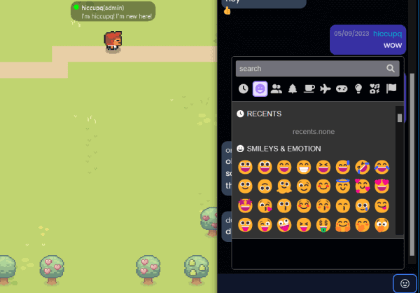 hiccupq(admin)
I'm hiccupq! I'm new here!
05/09/2023 hiccupq
wow
search
RECENTS
recents.none
SMILEYS & EMOTION